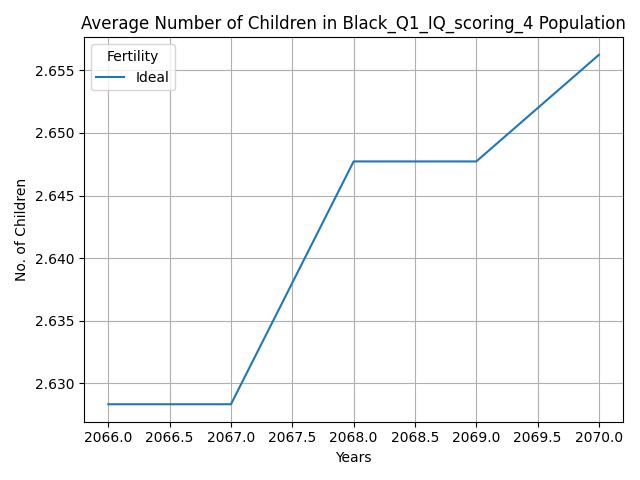 Average Number of Children in Black_Q1_IQ_scoring_4 Population
Fertility
Ideal
No. of Children
2.655
2.650
2.645
2.640
2.635
2.630
2066.0 2066.5 2067.0 2067.5 2068.0 2068.5 2069.0 2069.5 2070.0
Years